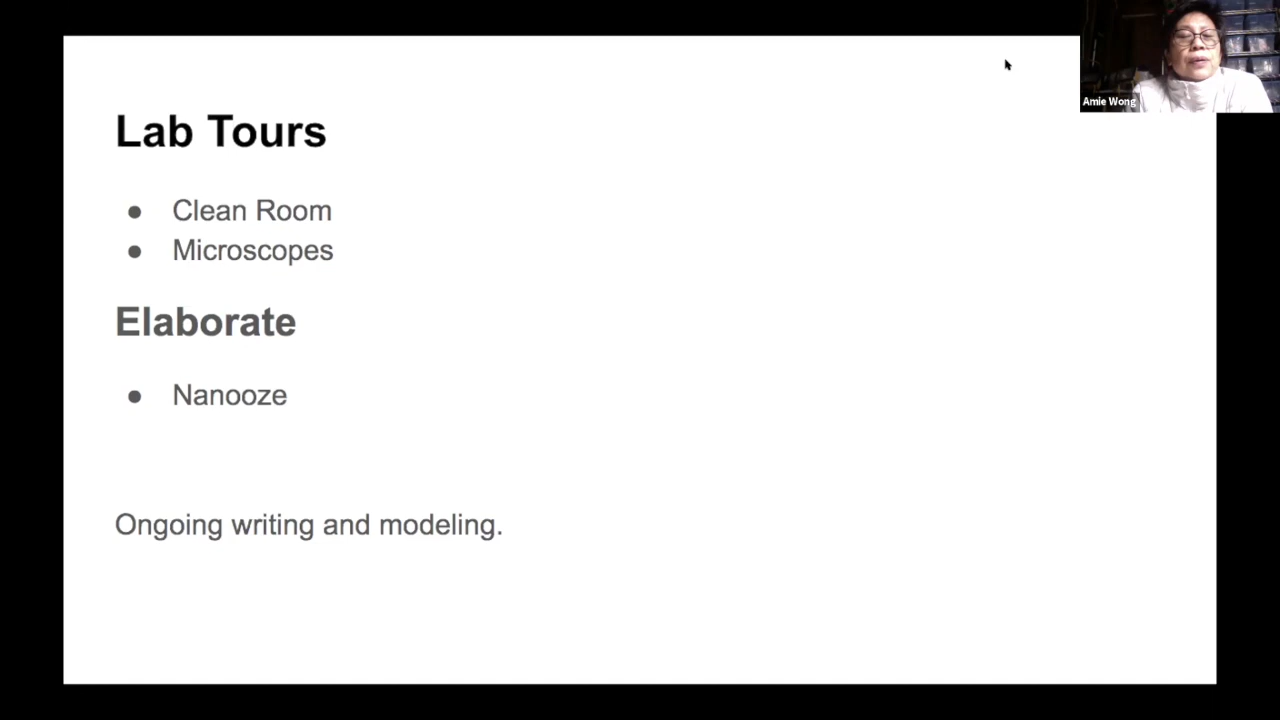 Amie Wong
Lab Tours
● Clean Room
● Microscopes
Elaborate
● Nanooze
Ongoing writing and modeling.